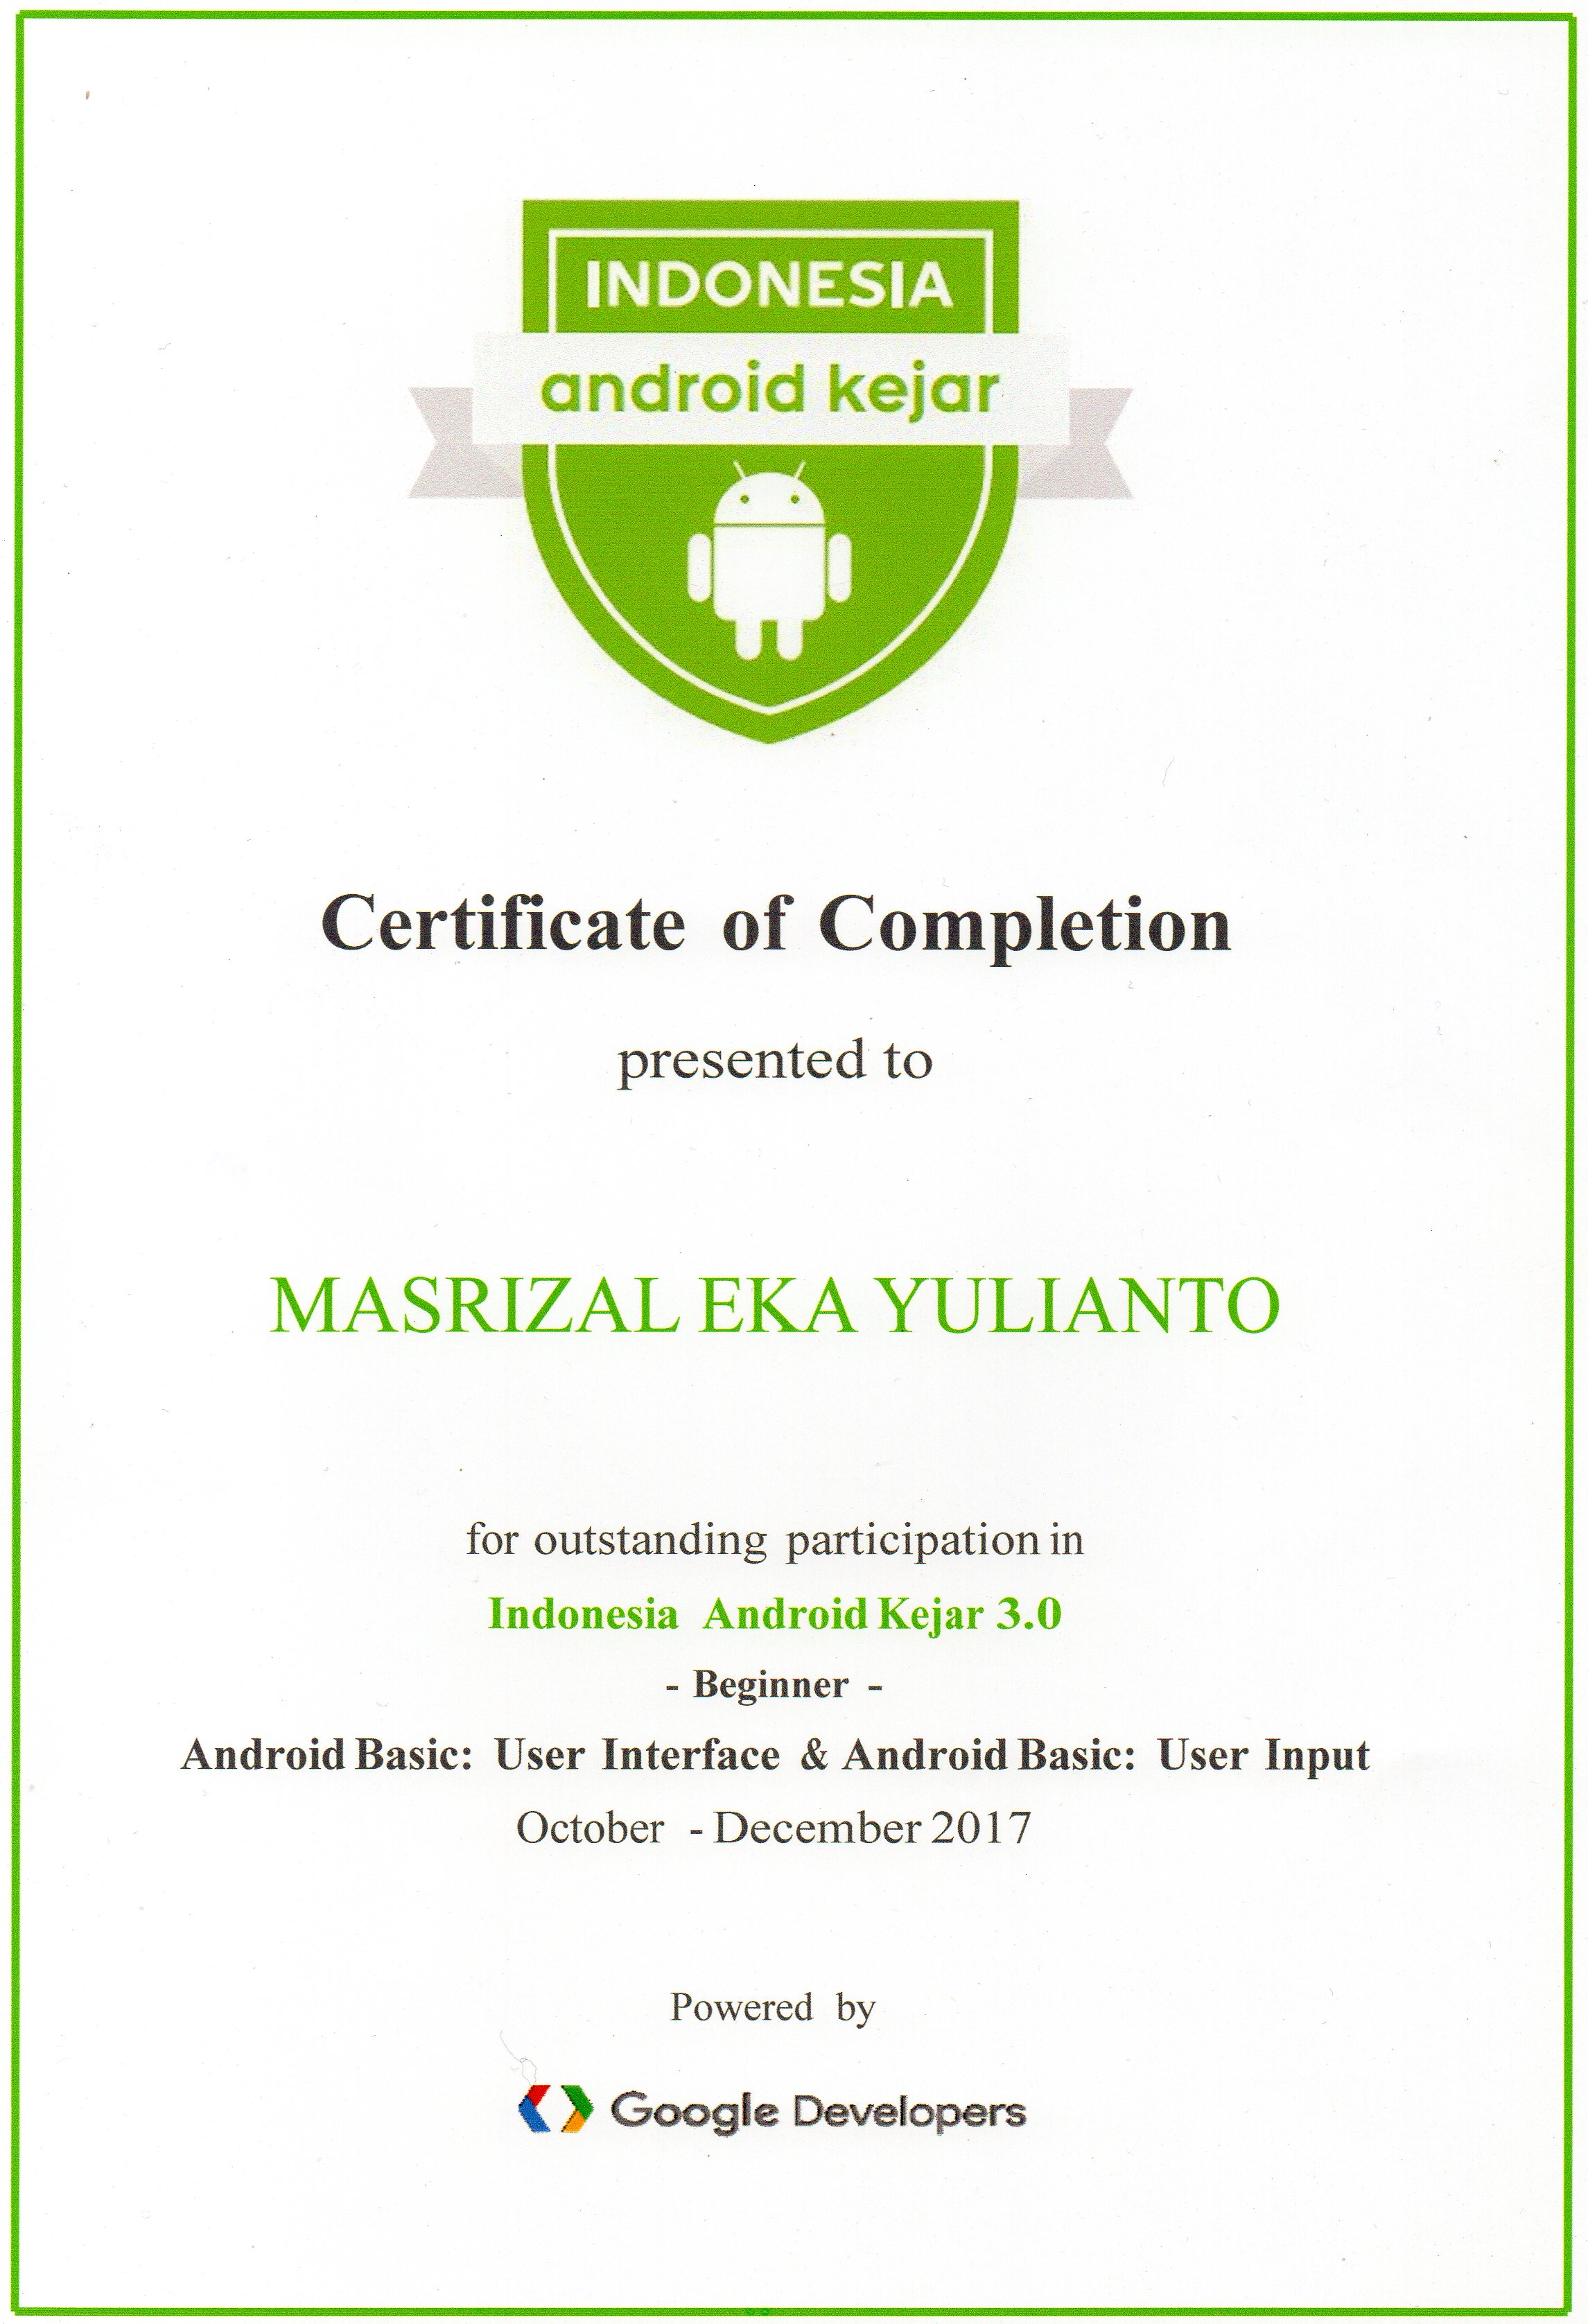 INDONESIA
android kejar
Certificate of Completion
presented to
MASRIZAL EKA YULIANTO
for outstanding participation in
Indonesia Android Kejar 3.0
- Beginner -
Android Basic: User Interface & Android Basic: User Input
October - December 2017
Powered by
Google Developers